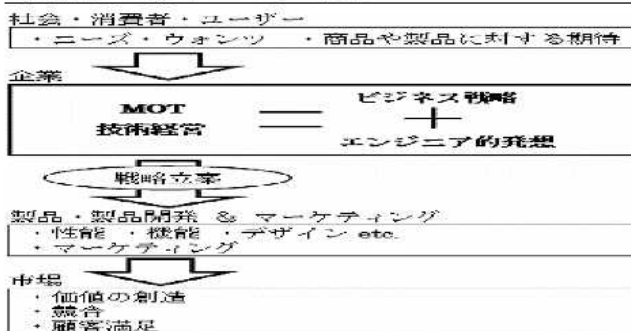 社会・消費者・ユーザー
・ニーズ・ウォンツ ・商品や製品に対する期待
企業
MOT
技術経営
=
ビジネス戦略
+
エンジニア的発想
戦略立案
製品・製品開発 & マーケティング
・性能 ・機能 ・デザイン etc.
・マーケティング
市場
・価値の創造
・競合
・顧客満足